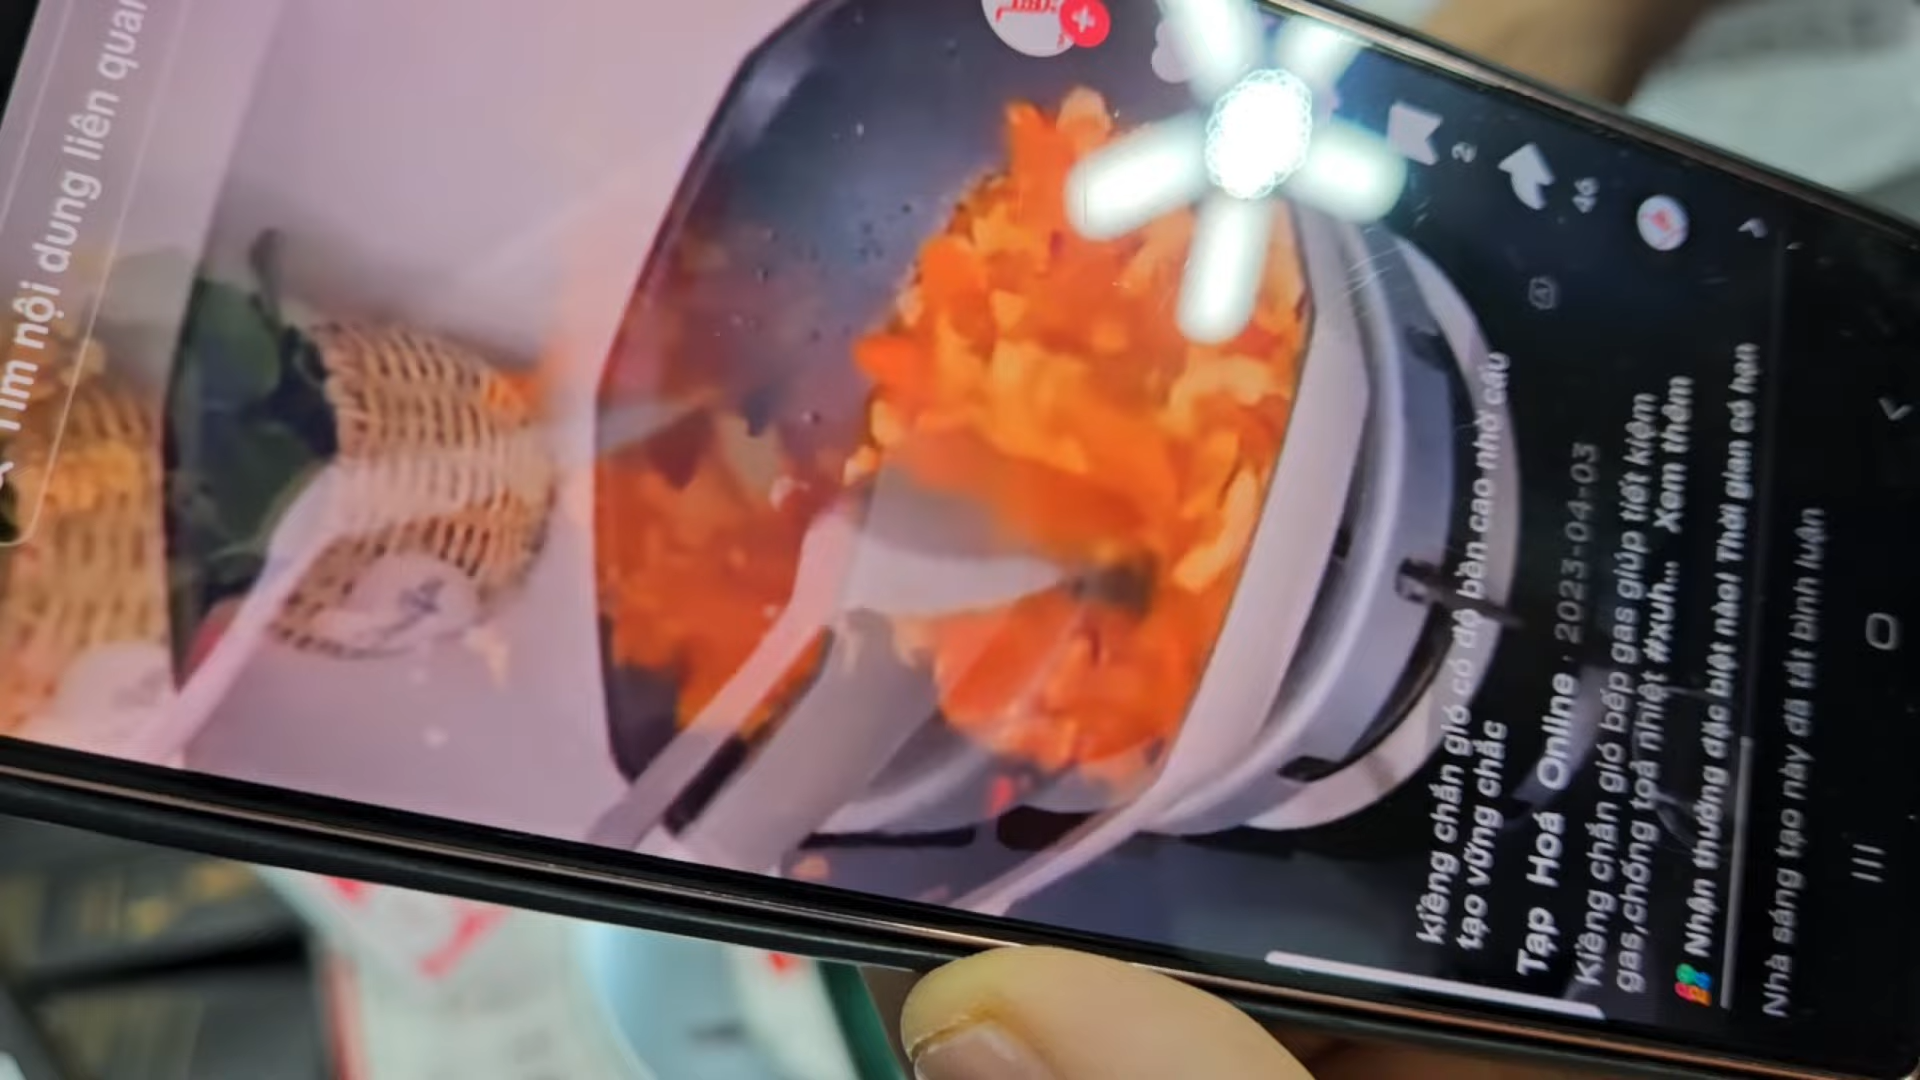 Tìm nội dung liên quan
2
46
kiềng chắn gió có độ bền cao nhờ cấu
tạo vững chắc
Tạp Hoá Online · 2023-04-03
Kiềng chắn gió bếp gas giúp tiết kiệm
gas,chống toả nhiệt #xuh... Xem thêm
Nhận thưởng đặc biệt nào! Thời gian có hạn
Nhà sáng tạo này đã tắt bình luận